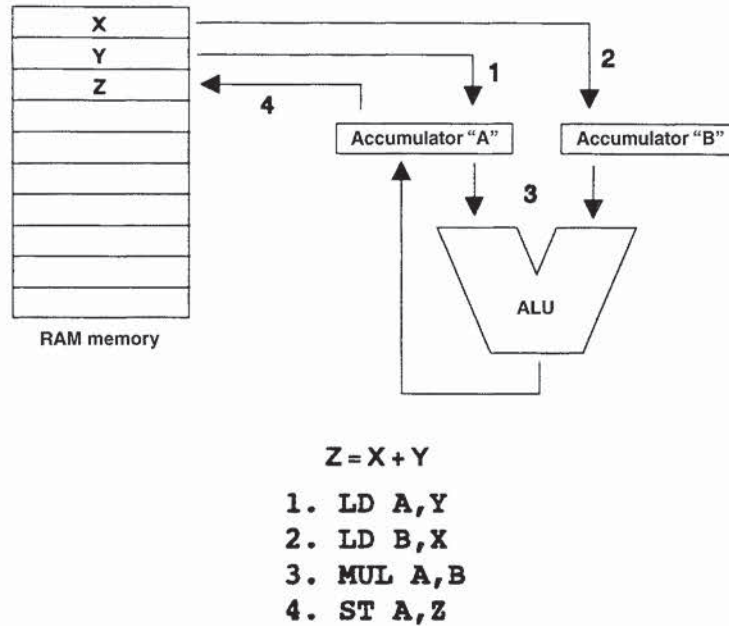 X
Y
Z
1
2
4
Accumulator “A”
Accumulator “B”
3
ALU
RAM memory
Z = X + Y
1. LD A,Y
2. LD B,X
3. MUL A,B
4. ST A,Z